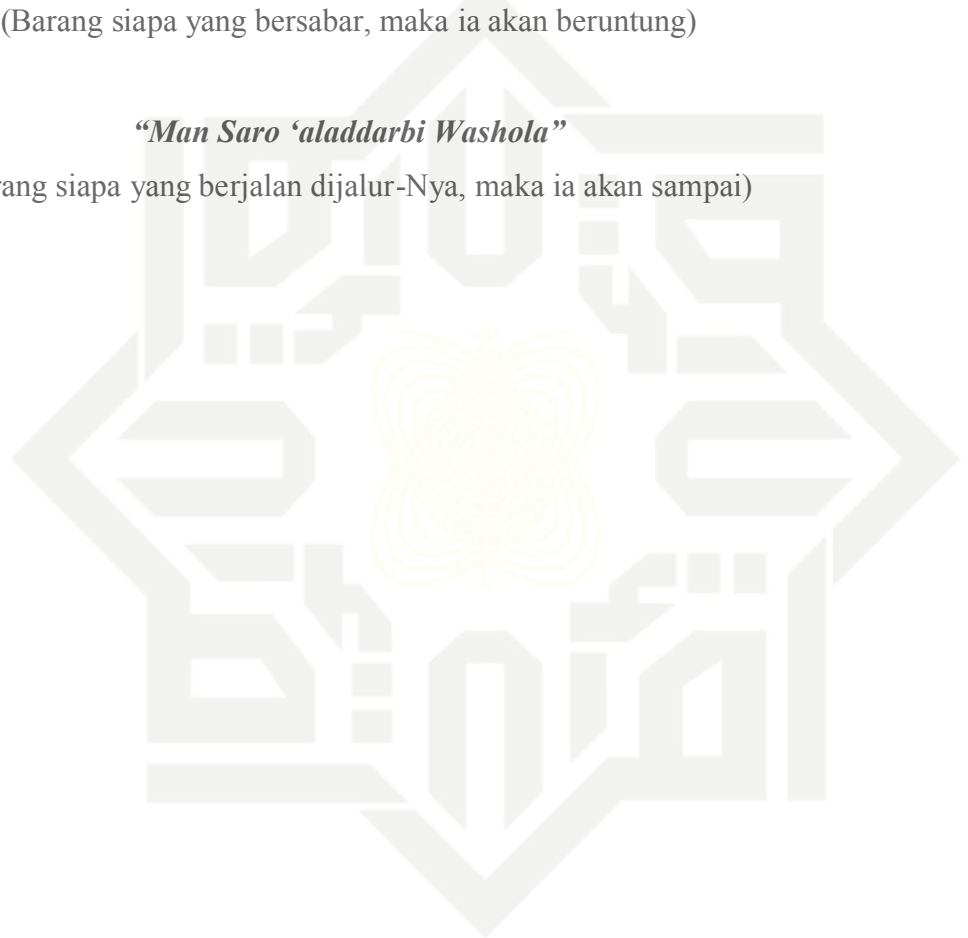 (Barang siapa yang bersabar, maka ia akan beruntung)
“Man Saro ‘aladdarbi Washola”
siapa yang berjalan dijalur-Nya, maka ia akan sampai)